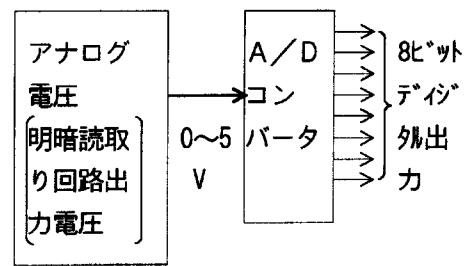 アナログ
電圧
明暗読取
り回路出
力電圧
0～5
V
A／D
コン
バータ
8ビット
ディジ
タル出
力